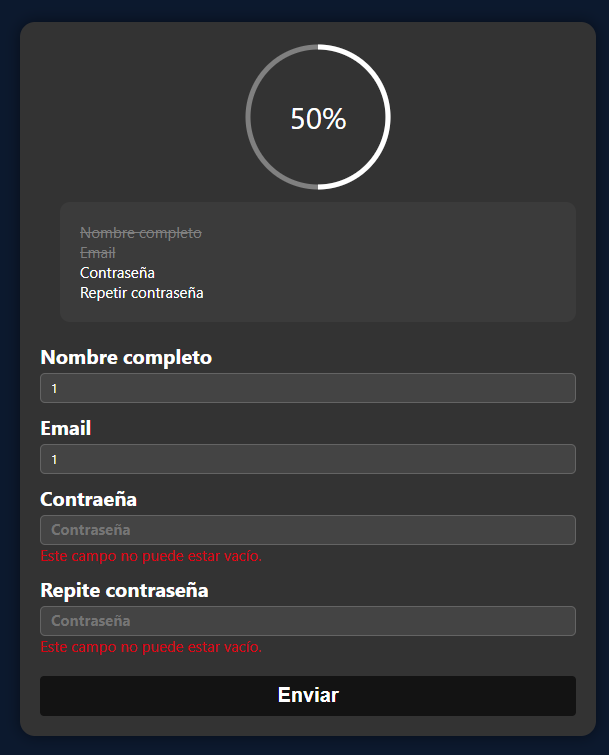 50%
Nombre completo
Email
Contraseña
Repetir contraseña
Nombre completo
1
Email
1
Contraeña
Contraseña
Este campo no puede estar vacío.
Repite contraseña
Contraseña
Este campo no puede estar vacío.
Enviar